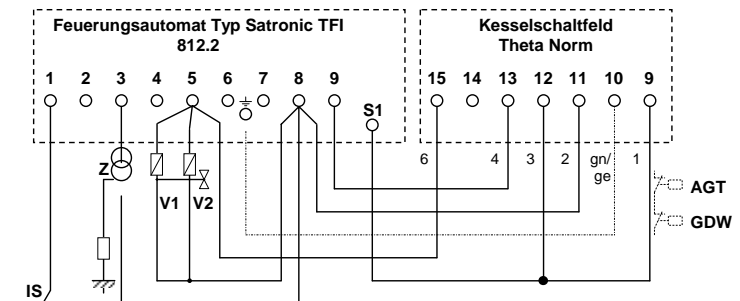 Feuerungsautomat Typ Satronic TFI
812.2
Kesselschaltfeld
Theta Norm
1 2 3 4 5 6 7 8 9
15 14 13 12 11 10 9
S1
Z
V1 V2
6 4 3 2 gn/
ge 1
AGT
GDW
IS